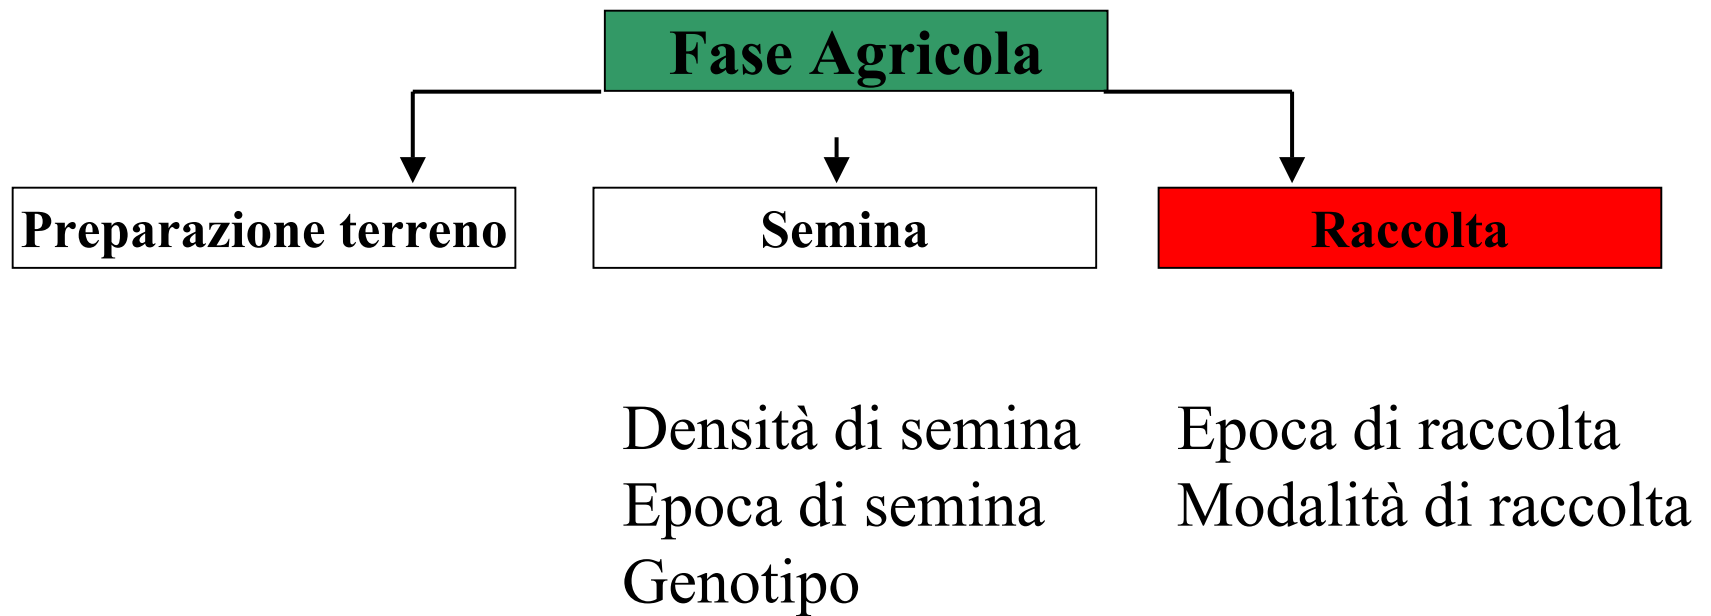 Fase Agricola
Preparazione terreno
Semina
Raccolta
Densità di semina
Epoca di semina
Genotipo
Epoca di raccolta
Modalità di raccolta